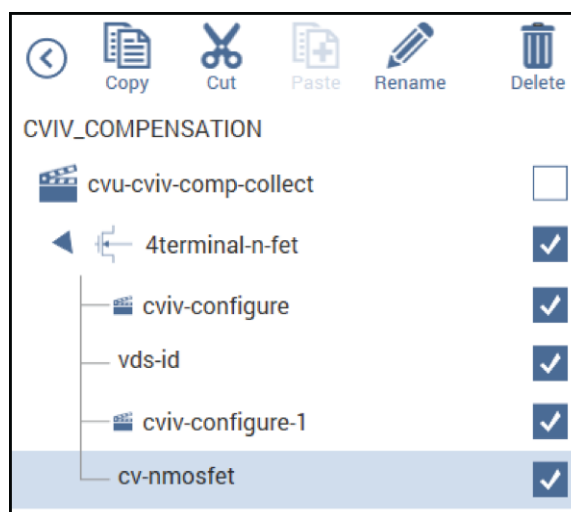 Copy Cut Paste Rename Delete
CVIV_COMPENSATION
cvu-cviv-comp-collect
4terminal-n-fet
cviv-configure
vds-id
cviv-configure-1
cv-nmosfet